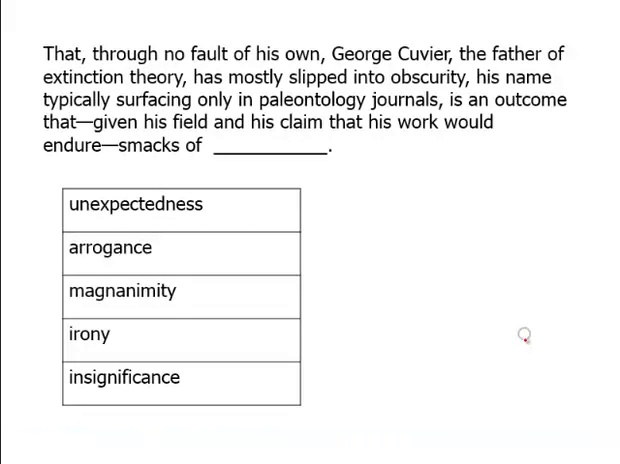 That, through no fault of his own, George Cuvier, the father of
extinction theory, has mostly slipped into obscurity, his name
typically surfacing only in paleontology journals, is an outcome
that—given his field and his claim that his work would
endure—smacks of ____________.
unexpectedness
arrogance
magnanimity
irony
insignificance